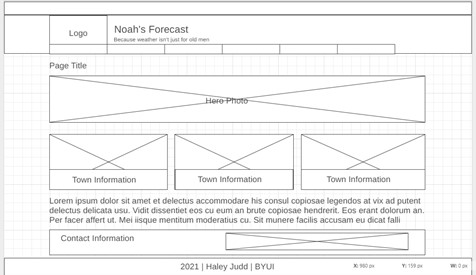 Logo
Noah's Forecast
Because weather isn't just for old men
Page Title
Hero Photo
Town Information
Town Information
Town Information
Lorem ipsum dolor sit amet et delectus accommodare his consul copiosae legendos at vix ad putent
delectus delicata usu. Vidit dissentiet eos cu eum an brute copiosae hendrerit. Eos erant dolorum an.
Per facer affert ut. Mei iisque mentitum moderatius cu. Sit munere facilis accusam eu dicat falli
Contact Information
2021 | Haley Judd | BYUI
X: 980 px
Y: 159 px
W: 0 px